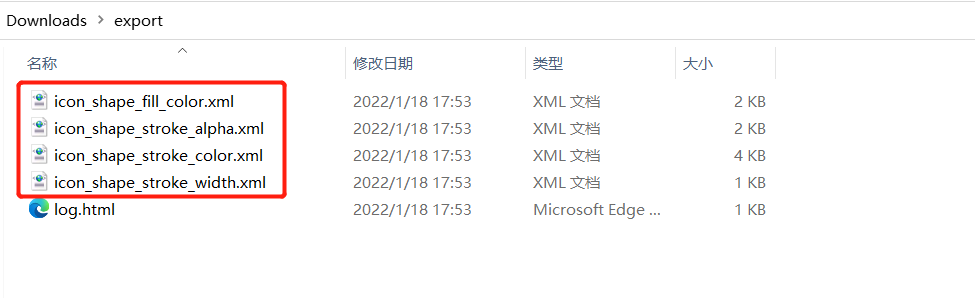 Downloads > export
名称 修改日期 类型 大小
icon_shape_fill_color.xml 2022/1/18 17:53 XML 文档 2 KB
icon_shape_stroke_alpha.xml 2022/1/18 17:53 XML 文档 2 KB
icon_shape_stroke_color.xml 2022/1/18 17:53 XML 文档 4 KB
icon_shape_stroke_width.xml 2022/1/18 17:53 XML 文档 1 KB
log.html 2022/1/18 17:53 Microsoft Edge ... 1 KB